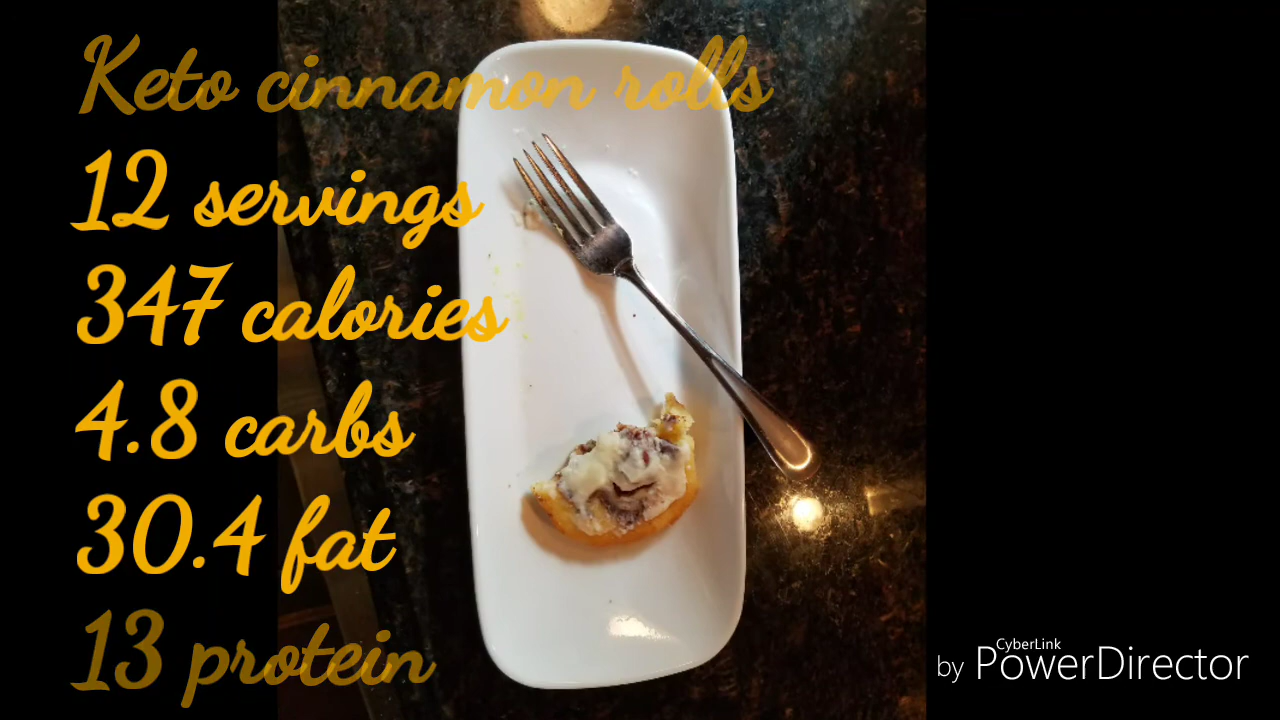 Keto cinnamon rolls
12 servings
347 calories
4.8 carbs
30.4 fat
13 protein
CyberLink
by PowerDirector